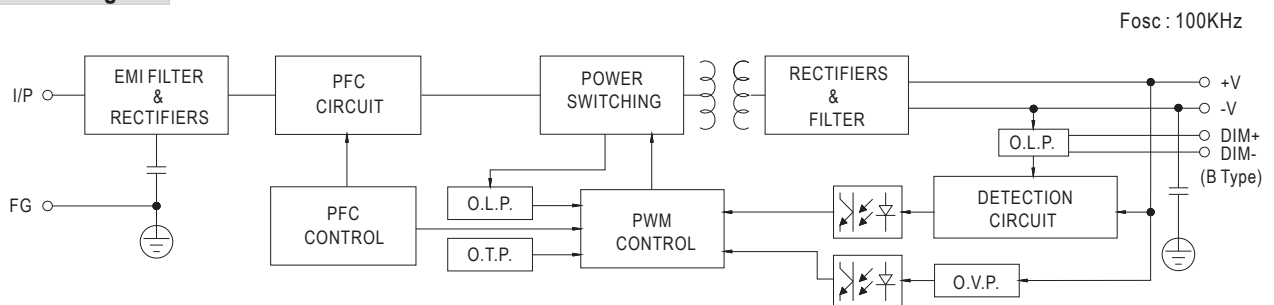 Fosc : 100KHz
I/P
EMI FILTER
&
RECTIFIERS
PFC
CIRCUIT
POWER
SWITCHING
RECTIFIERS
&
FILTER
+V
-V
DIM+
DIM-
(B Type)
O.L.P.
FG
PFC
CONTROL
O.L.P.
O.T.P.
PWM
CONTROL
DETECTION
CIRCUIT
O.V.P.